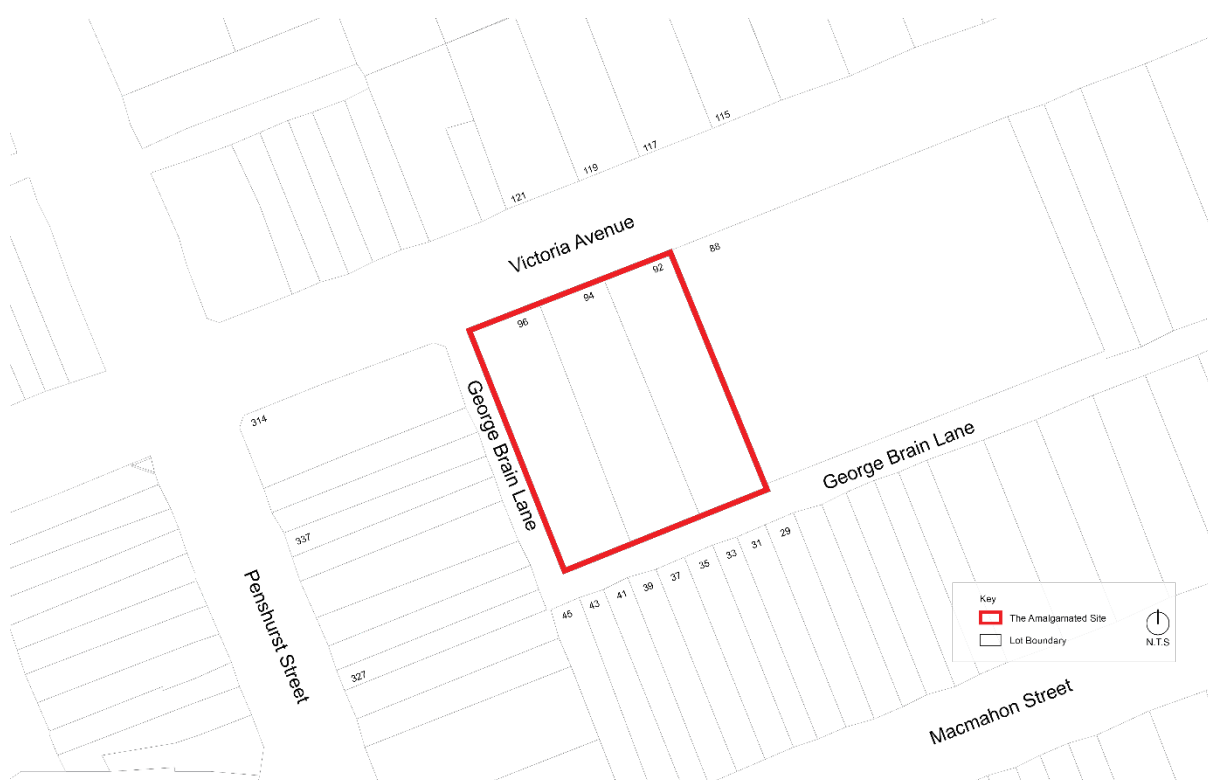 115
117
119
121
Victoria Avenue
88
92
94
96
George Brain Lane
314
George Brain Lane
337
29
31
33
35
37
39
41
43
45
Penshurst Street
327
Key
The Amalgamated Site
Lot Boundary
N.T.S
Macmahon Street